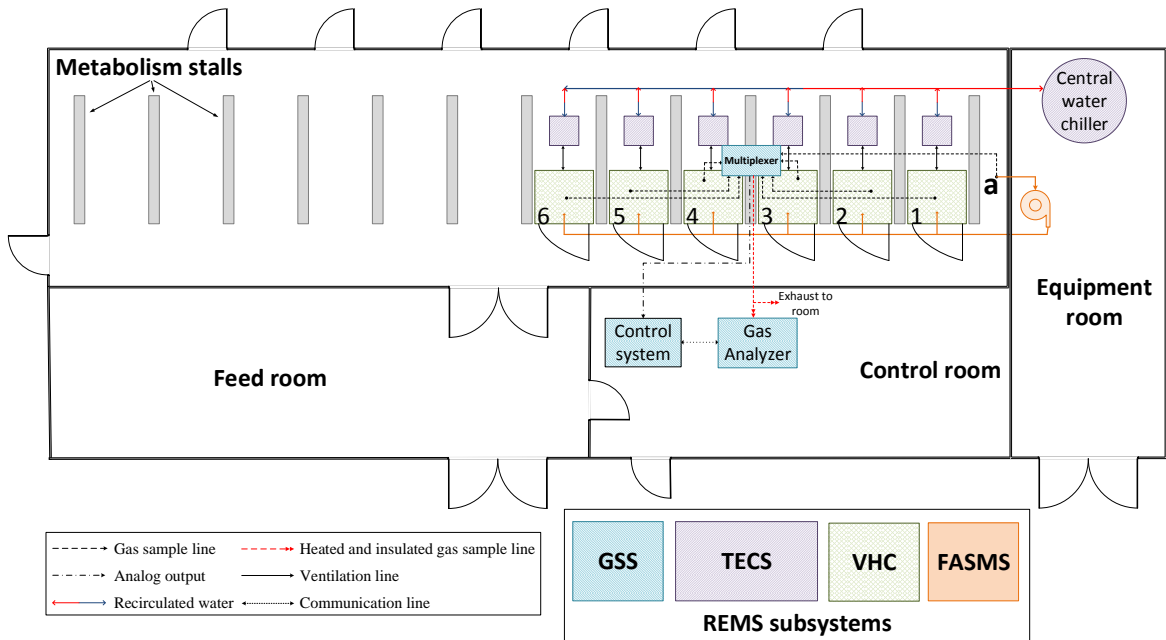 Metabolism stalls
Central
water
chiller
Multiplexer
a
6
5
4
3
2
1
Exhaust to
room
Equipment
room
Control
system
Gas
Analyzer
Feed room
Control room
Gas sample line
Heated and insulated gas sample line
Analog output
Ventilation line
Recirculated water
Communication line
GSS
TECS
VHC
FASMS
REMS subsystems